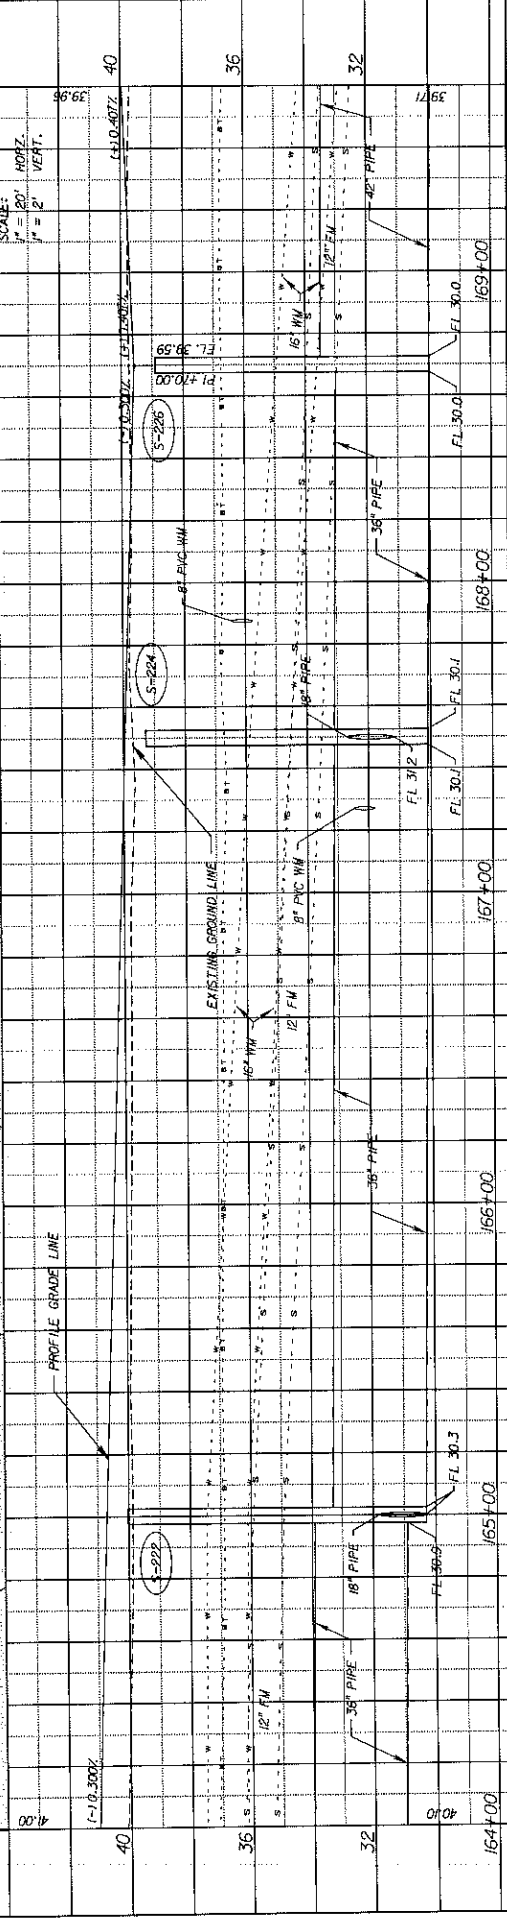 SCALE:
1" = 20' HORZ.
1" = 2' VERT.
41.00
(-) 0.300%
PROFILE GRADE LINE
(-) 0.300%
(+) 0.407%
(+) 0.407%
39.96
40
40
S-222
S-224
S-226
PI +70.00
EL. 39.59
EXISTING GROUND LINE
8" PVC WM
36
36
12" FM
16" WM
12" FM
16" WM
12" FM
8" PVC WM
18" PIPE
32
32
18" PIPE
36" PIPE
36" PIPE
36" PIPE
42" PIPE
FL 30.9
FL 30.3
FL 31.2
FL 30.1
FL 30.1
FL 30.0
FL 30.0
40.10
39.71
164+00
165+00
166+00
167+00
168+00
169+00